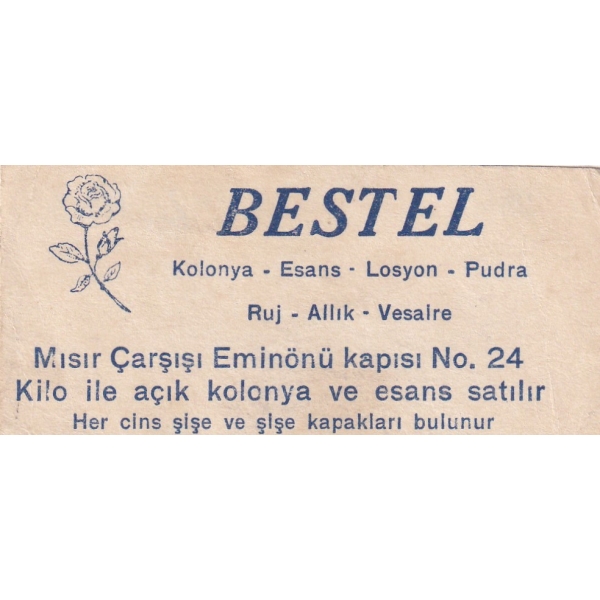 BESTEL
Kolonya - Esans - Losyon - Pudra
Ruj - Allık - Vesaire
Mısır Çarşışı Eminönü kapısı No. 24
Kilo ile açık kolonya ve esans satılır
Her cins şişe ve şişe kapakları bulunur